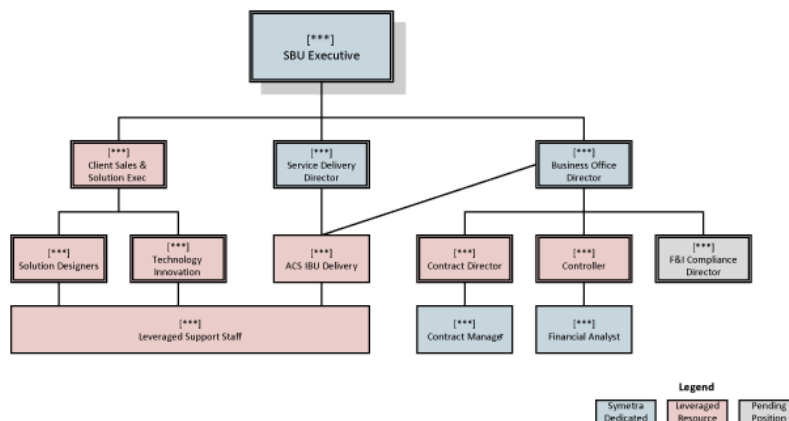 [***]
SBU Executive
[***]
Client Sales &
Solution Exec
[***]
Service Delivery
Director
[***]
Business Office
Director
[***]
Solution Designers
[***]
Technology
Innovation
[***]
ACS IBU Delivery
[***]
Contract Director
[***]
Controller
[***]
F&I Compliance
Director
[***]
Leveraged Support Staff
[***]
Contract Manager
[***]
Financial Analyst
Legend
Symetra
Dedicated
Leveraged
Resource
Pending
Position